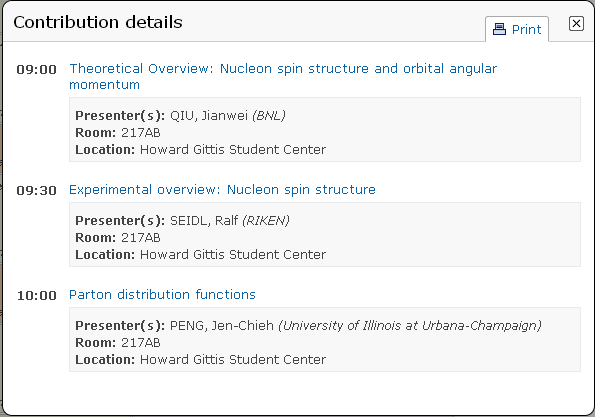 Contribution details
Print
09:00 Theoretical Overview: Nucleon spin structure and orbital angular
momentum
Presenter(s): QIU, Jianwei (BNL)
Room: 217AB
Location: Howard Gittis Student Center
09:30 Experimental overview: Nucleon spin structure
Presenter(s): SEIDL, Ralf (RIKEN)
Room: 217AB
Location: Howard Gittis Student Center
10:00 Parton distribution functions
Presenter(s): PENG, Jen-Chieh (University of Illinois at Urbana-Champaign)
Room: 217AB
Location: Howard Gittis Student Center